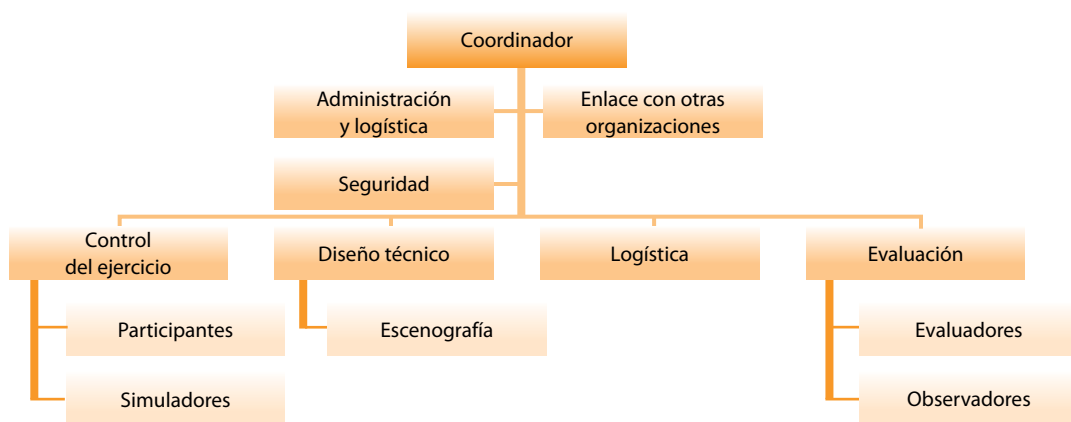 Coordinador
Administración
y logística
Enlace con otras
organizaciones
Seguridad
Control
del ejercicio
Diseño técnico
Logística
Evaluación
Participantes
Escenografía
Evaluadores
Simuladores
Observadores